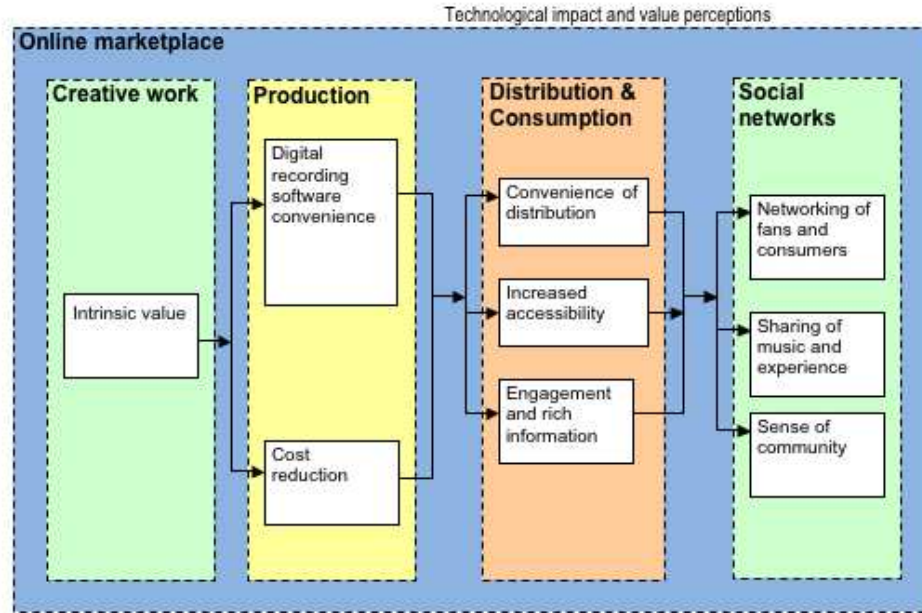 Technological impact and value perceptions
Online marketplace
Creative work
Intrinsic value
Production
Digital
recording
software
convenience
Cost
reduction
Distribution &
Consumption
Convenience of
distribution
Increased
accessibility
Engagement
and rich
information
Social
networks
Networking of
fans and
consumers
Sharing of
music and
experience
Sense of
community